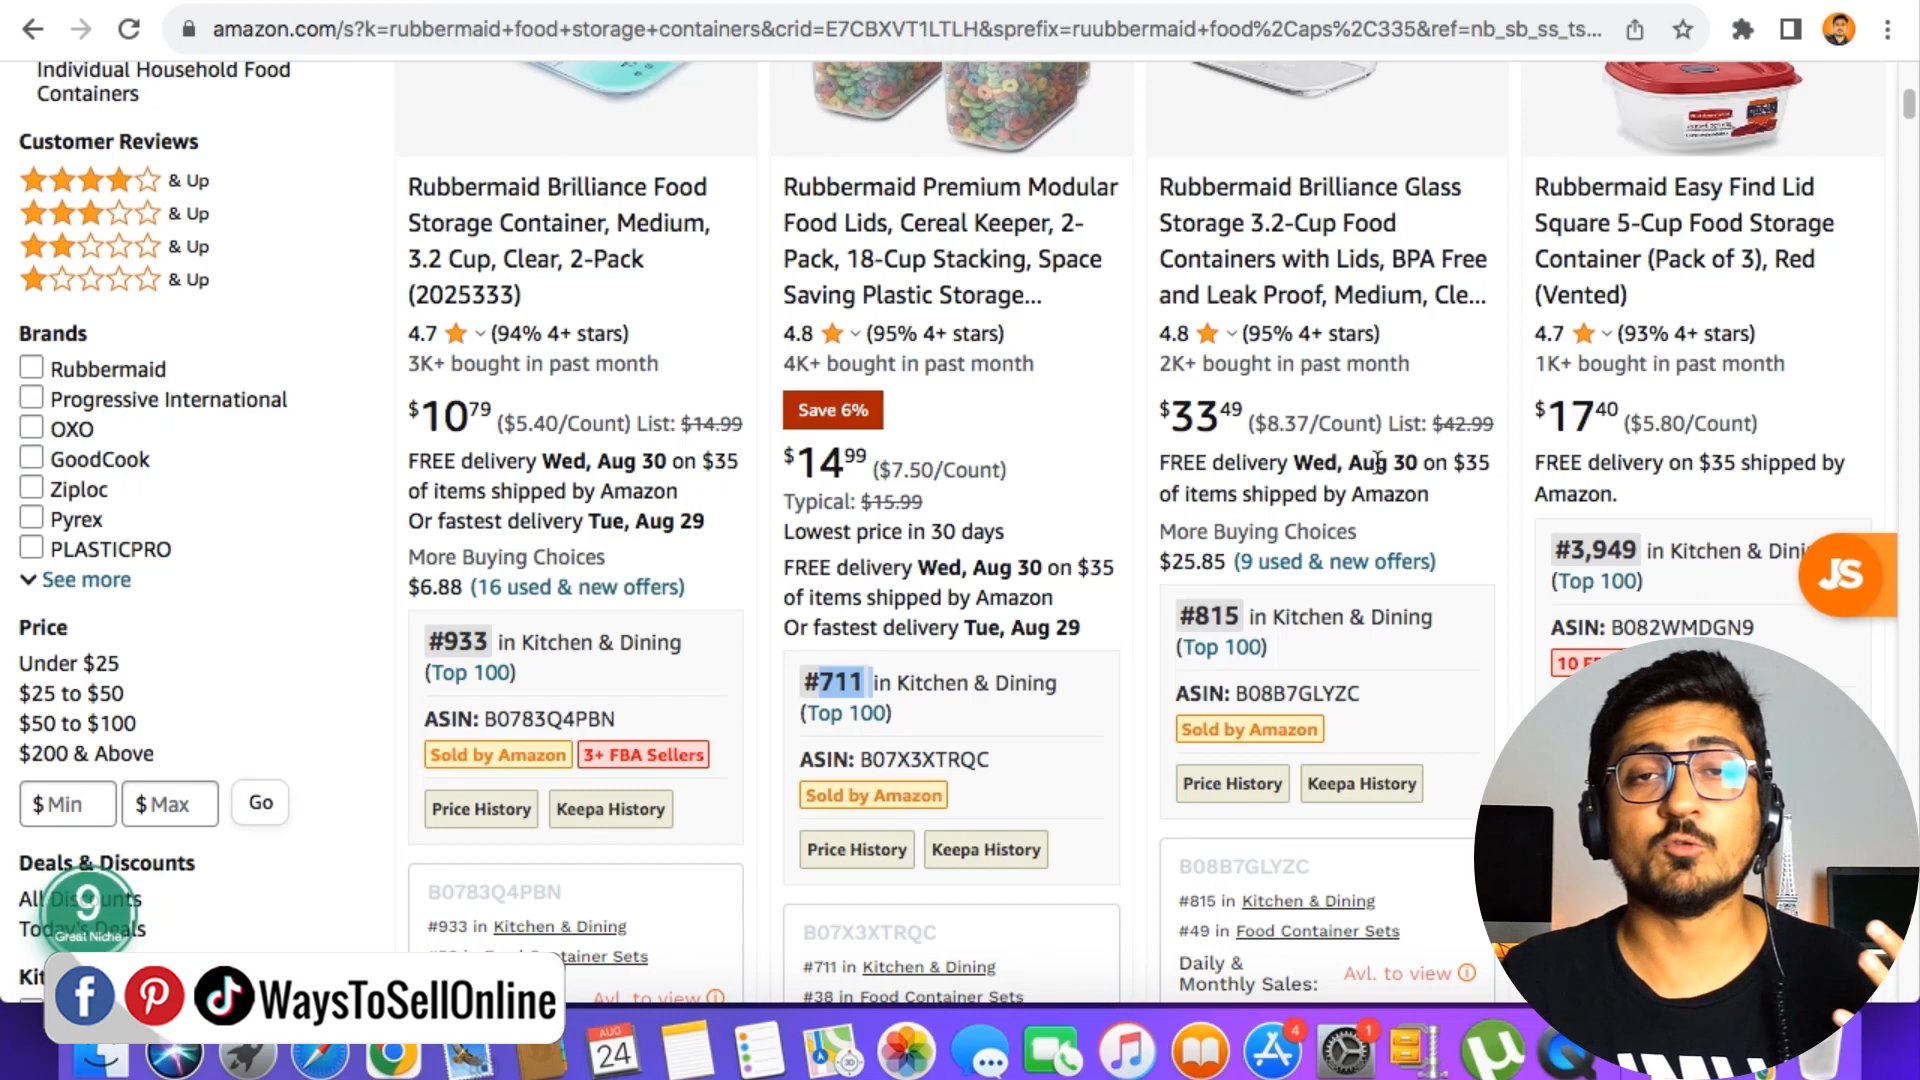 amazon.com/s?k=rubbermaid+food+storage+containers&crid=E7CBXVT1LTLH&sprefix=ruubbermaid+food%2Caps%2C335&ref=nb_sb_ss_ts...
Individual Household Food
Containers
Customer Reviews
& Up
& Up
& Up
& Up
Brands
Rubbermaid
Progressive International
OXO
GoodCook
Ziploc
Pyrex
PLASTICPRO
See more
Price
Under $25
$25 to $50
$50 to $100
$200 & Above
$ Min
$ Max
Go
Deals & Discounts
All Discounts
Today's Deals
9
Great Niche
WaysToSellOnline
Rubbermaid Brilliance Food
Storage Container, Medium,
3.2 Cup, Clear, 2-Pack
(2025333)
4.7 (94% 4+ stars)
3K+ bought in past month
$10.79 ($5.40/Count) List: $14.99
FREE delivery Wed, Aug 30 on $35
of items shipped by Amazon
Or fastest delivery Tue, Aug 29
More Buying Choices
$6.88 (16 used & new offers)
#933 in Kitchen & Dining
(Top 100)
ASIN: B0783Q4PBN
Sold by Amazon 3+ FBA Sellers
Price History Keepa History
B0783Q4PBN
#933 in Kitchen & Dining
Container Sets
Avl. to view
Rubbermaid Premium Modular
Food Lids, Cereal Keeper, 2-
Pack, 18-Cup Stacking, Space
Saving Plastic Storage...
4.8 (95% 4+ stars)
4K+ bought in past month
Save 6%
$14.99 ($7.50/Count)
Typical: $15.99
Lowest price in 30 days
FREE delivery Wed, Aug 30 on $35
of items shipped by Amazon
Or fastest delivery Tue, Aug 29
#711 in Kitchen & Dining
(Top 100)
ASIN: B07X3XTRQC
Sold by Amazon
Price History Keepa History
B07X3XTRQC
#711 in Kitchen & Dining
#38 in Food Container Sets
Rubbermaid Brilliance Glass
Storage 3.2-Cup Food
Containers with Lids, BPA Free
and Leak Proof, Medium, Cle...
4.8 (95% 4+ stars)
2K+ bought in past month
$33.49 ($8.37/Count) List: $42.99
FREE delivery Wed, Aug 30 on $35
of items shipped by Amazon
More Buying Choices
$25.85 (9 used & new offers)
#815 in Kitchen & Dining
(Top 100)
ASIN: B08B7GLYZC
Sold by Amazon
Price History Keepa History
B08B7GLYZC
#815 in Kitchen & Dining
#49 in Food Container Sets
Daily &
Monthly Sales: Avl. to view
Rubbermaid Easy Find Lid
Square 5-Cup Food Storage
Container (Pack of 3), Red
(Vented)
4.7 (93% 4+ stars)
1K+ bought in past month
$17.40 ($5.80/Count)
FREE delivery on $35 shipped by
Amazon.
#3,949 in Kitchen & Dini
(Top 100)
ASIN: B082WMDGN9
10
JS
AUG
24
4
1